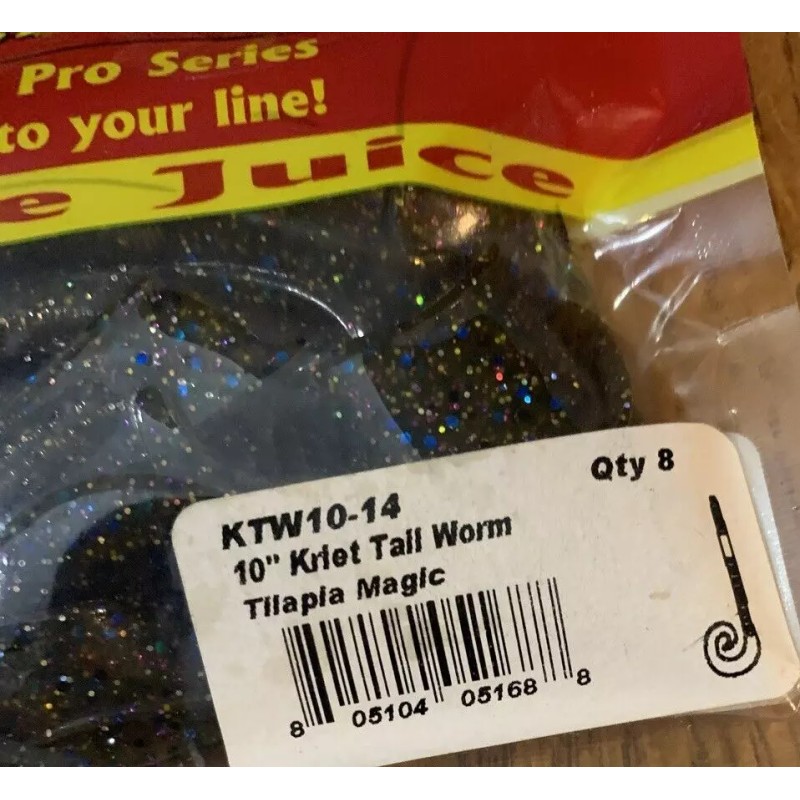 Pro Series
to your line!
e Juice
Qty 8
KTW10-14
10" Kriet Tail Worm
Tilapia Magic
8 05104 05168 8